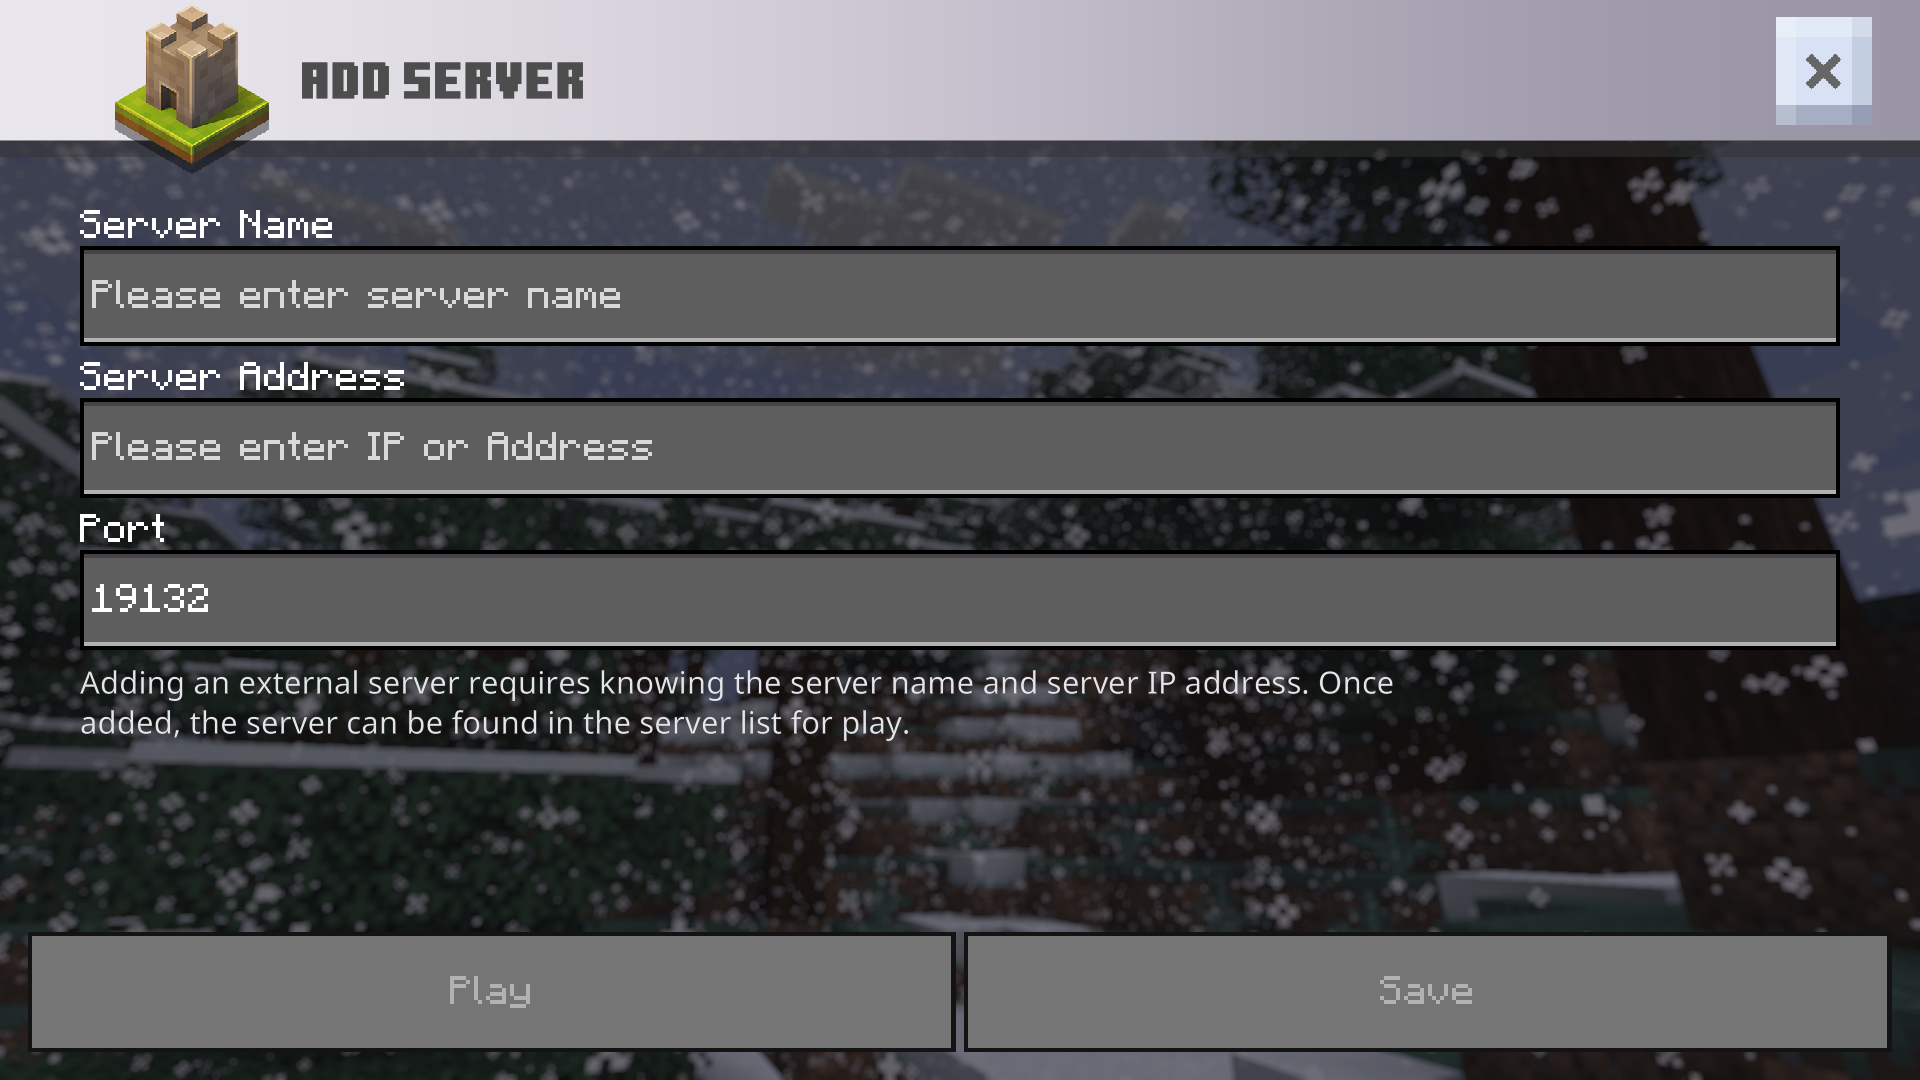 ADD SERVER
Server Name
Please enter server name
Server Address
Please enter IP or Address
Port
19132
Adding an external server requires knowing the server name and server IP address. Once
added, the server can be found in the server list for play.
Play
Save